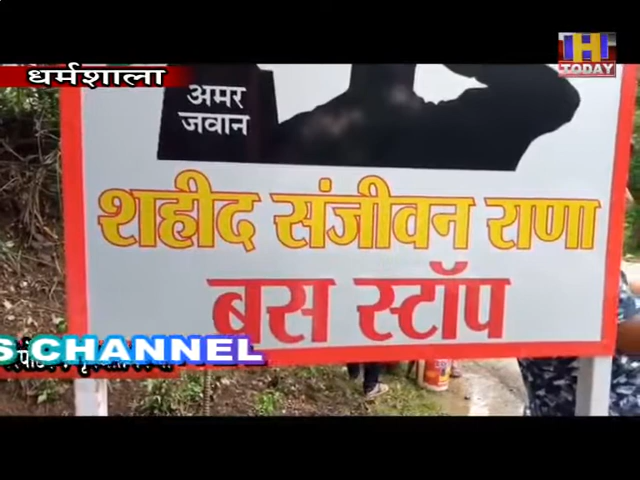 H
TODAY
धर्मशाला
अमर
जवान
शहीद संजीवन राणा
बस स्टॉप
S CHANNEL